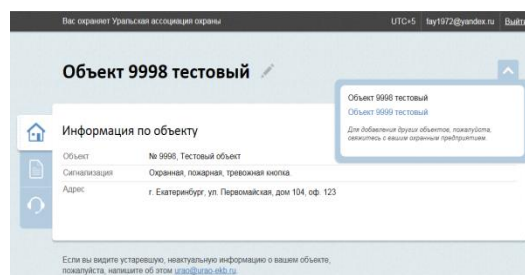 Вас охраняет Уральская ассоциация охраны
UTC+5 fay1972@yandex.ru Выйти
Объект 9998 тестовый
Объект 9998 тестовый
Объект 9999 тестовый
Для добавления других объектов, пожалуйста,
свяжитесь с вашим охранным предприятием.
Информация по объекту
Объект № 9998, Тестовый объект
Сигнализация Охранная, пожарная, тревожная кнопка
Адрес г. Екатеринбург, ул. Первомайская, дом 104, оф. 123
Если вы видите устаревшую, неактуальную информацию о вашем объекте,
пожалуйста, напишите об этом urao@urao-ekb.ru.